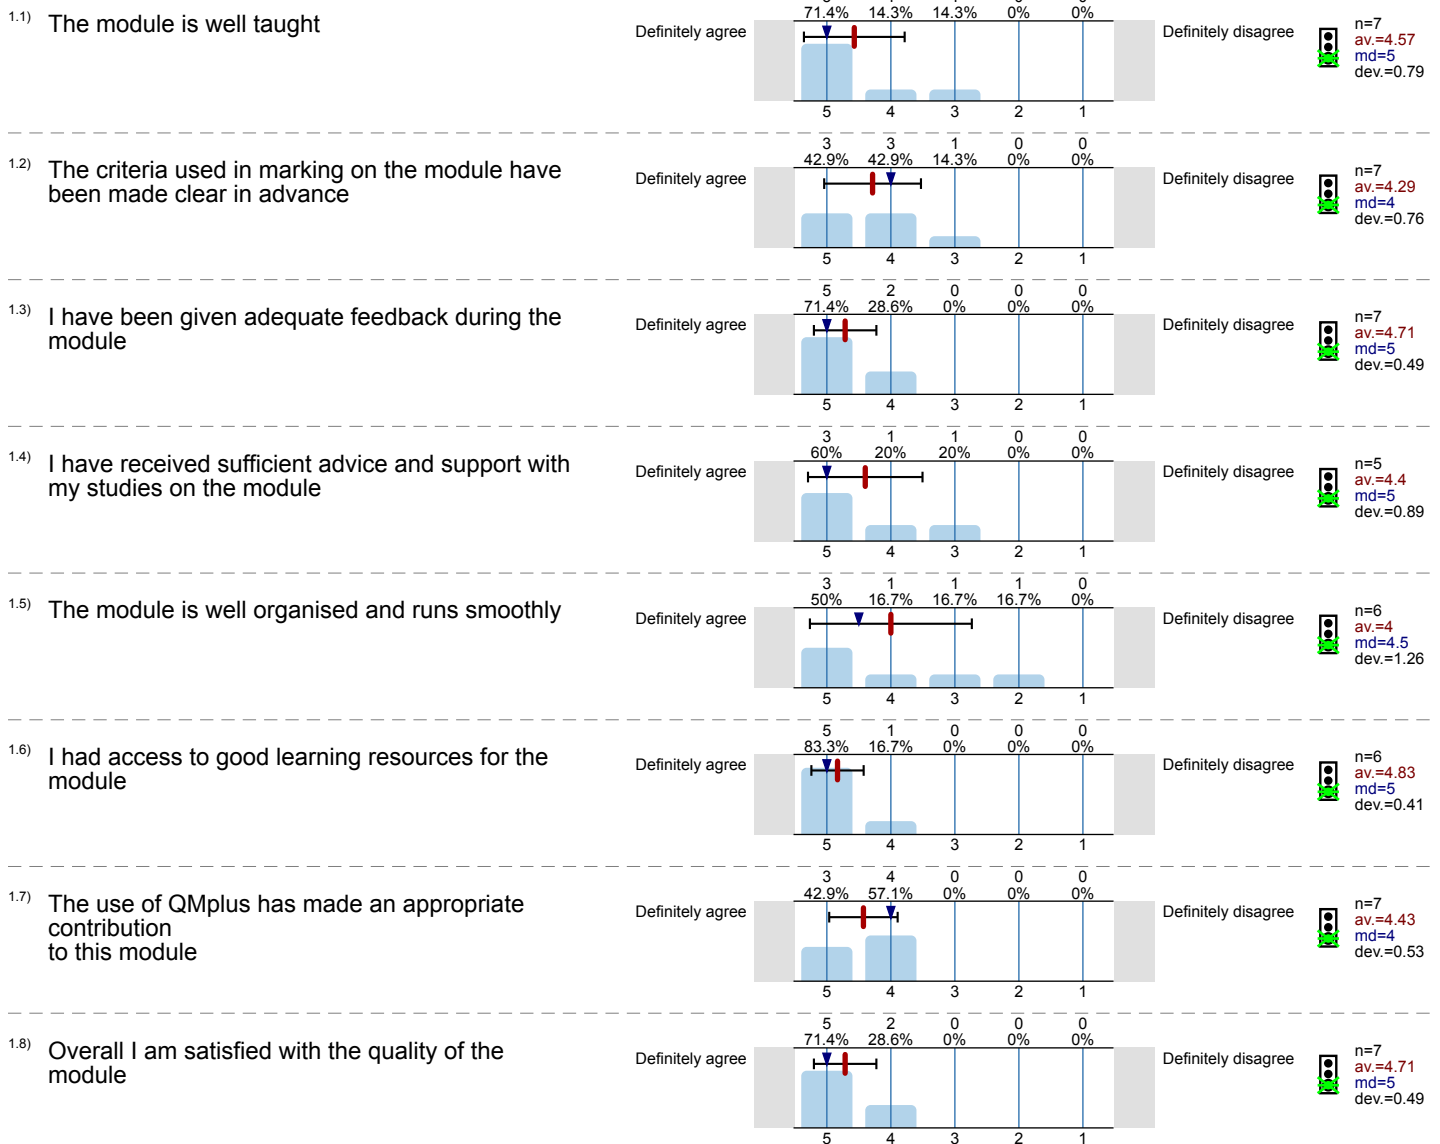 71.4% 14.3% 14.3% 0% 0%
1.1) The module is well taught
Definitely agree
Definitely disagree
n=7
av.=4.57
md=5
dev.=0.79
5 4 3 2 1
3 3 1 0 0
42.9% 42.9% 14.3% 0% 0%
1.2) The criteria used in marking on the module have
been made clear in advance
Definitely agree
Definitely disagree
n=7
av.=4.29
md=4
dev.=0.76
5 4 3 2 1
5 2 0 0 0
71.4% 28.6% 0% 0% 0%
1.3) I have been given adequate feedback during the
module
Definitely agree
Definitely disagree
n=7
av.=4.71
md=5
dev.=0.49
5 4 3 2 1
3 1 1 0 0
60% 20% 20% 0% 0%
1.4) I have received sufficient advice and support with
my studies on the module
Definitely agree
Definitely disagree
n=5
av.=4.4
md=5
dev.=0.89
5 4 3 2 1
3 1 1 1 0
50% 16.7% 16.7% 16.7% 0%
1.5) The module is well organised and runs smoothly
Definitely agree
Definitely disagree
n=6
av.=4
md=4.5
dev.=1.26
5 4 3 2 1
5 1 0 0 0
83.3% 16.7% 0% 0% 0%
1.6) I had access to good learning resources for the
module
Definitely agree
Definitely disagree
n=6
av.=4.83
md=5
dev.=0.41
5 4 3 2 1
3 4 0 0 0
42.9% 57.1% 0% 0% 0%
1.7) The use of QMplus has made an appropriate
contribution
to this module
Definitely agree
Definitely disagree
n=7
av.=4.43
md=4
dev.=0.53
5 4 3 2 1
5 2 0 0 0
71.4% 28.6% 0% 0% 0%
1.8) Overall I am satisfied with the quality of the
module
Definitely agree
Definitely disagree
n=7
av.=4.71
md=5
dev.=0.49
5 4 3 2 1